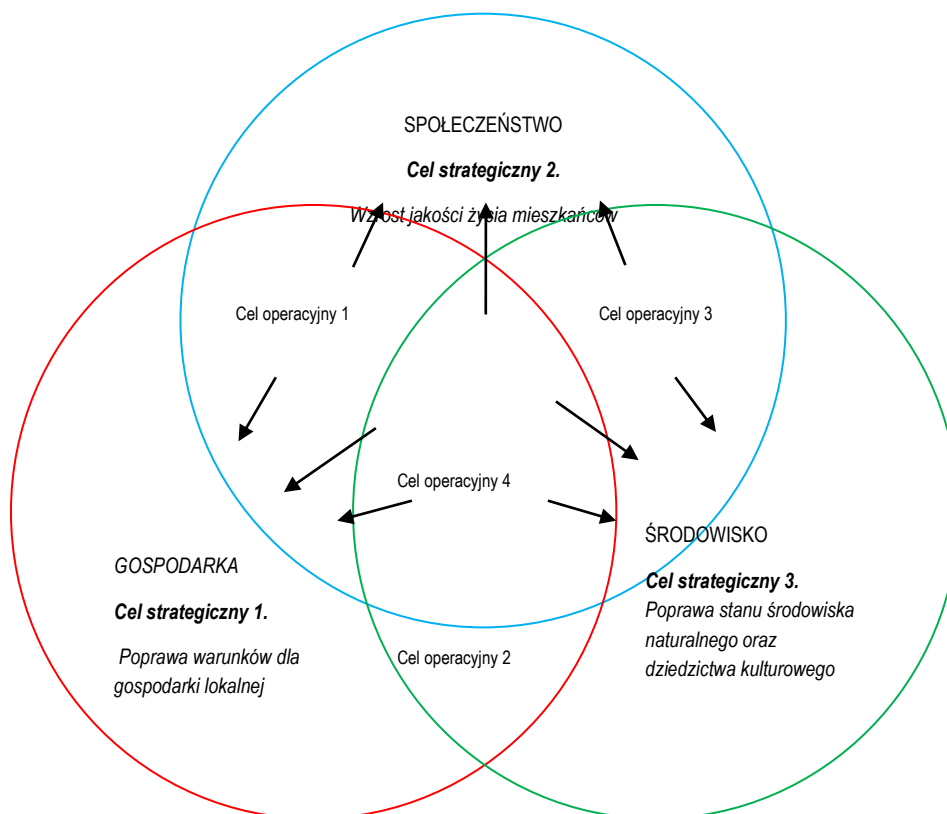 SPOŁECZEŃSTWO
Cel strategiczny 2.
Wzrost jakości życia mieszkańców
Cel operacyjny 1
Cel operacyjny 3
Cel operacyjny 4
GOSPODARKA
Cel strategiczny 1.
Poprawa warunków dla
gospodarki lokalnej
ŚRODOWISKO
Cel strategiczny 3.
Poprawa stanu środowiska
naturalnego oraz
dziedzictwa kulturowego
Cel operacyjny 2